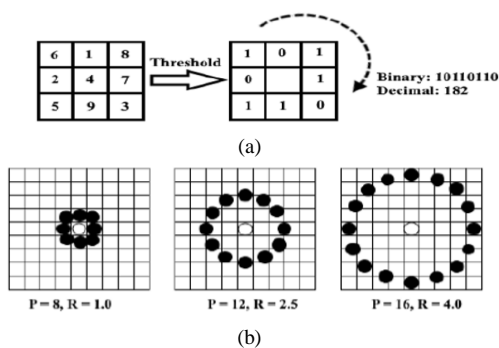 6 1 8
2 4 7
5 9 3
Threshold
1 0 1
0 1
1 1 0
Binary: 10110110
Decimal: 182
(a)
P = 8, R = 1.0
P = 12, R = 2.5
P = 16, R = 4.0
(b)